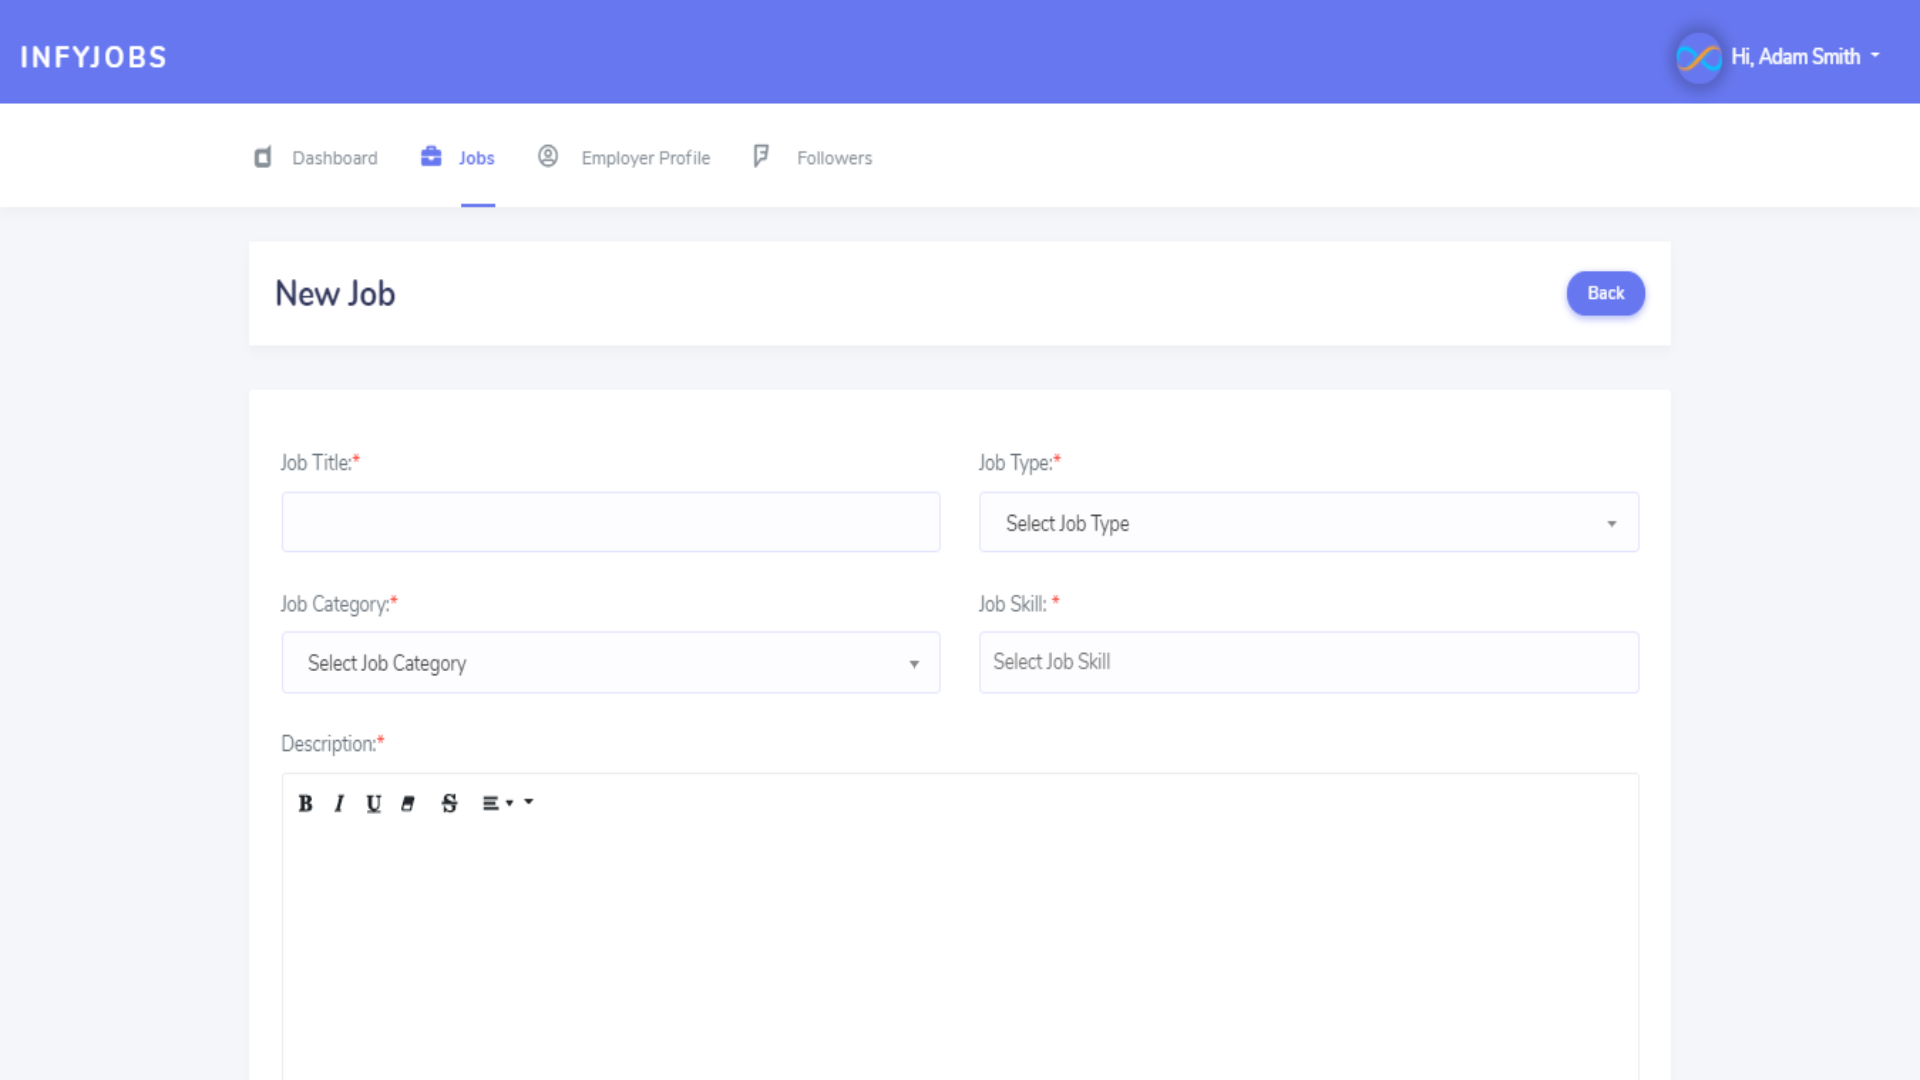 INFYJOBS
Hi, Adam Smith
Dashboard Jobs Employer Profile Followers
New Job
Back
Job Title:*
Job Type:*
Select Job Type
Job Category:*
Job Skill: *
Select Job Category
Select Job Skill
Description:*
B I U S